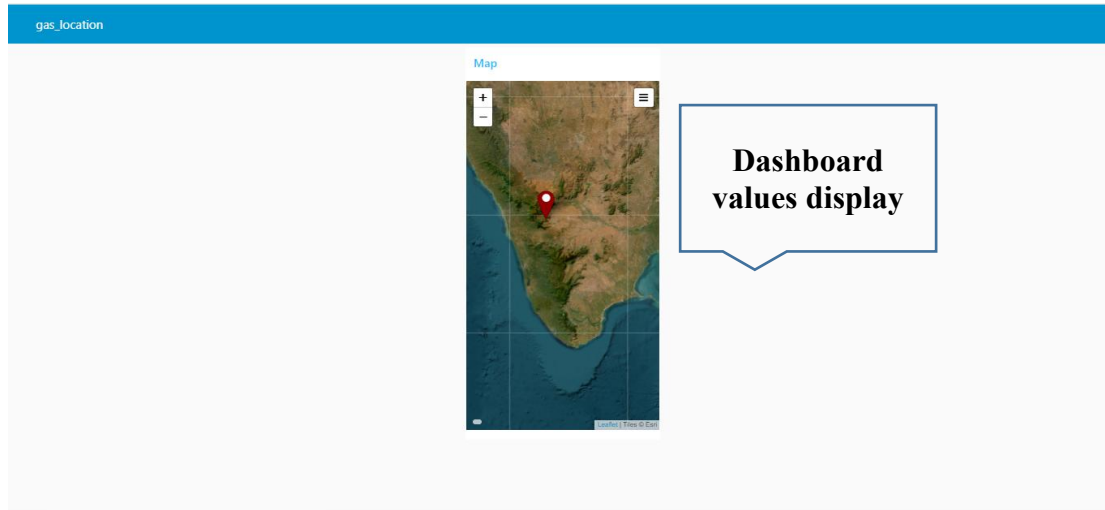 gas_location
Map
+
−
Dashboard
values display
Leaflet | Tiles © Esri